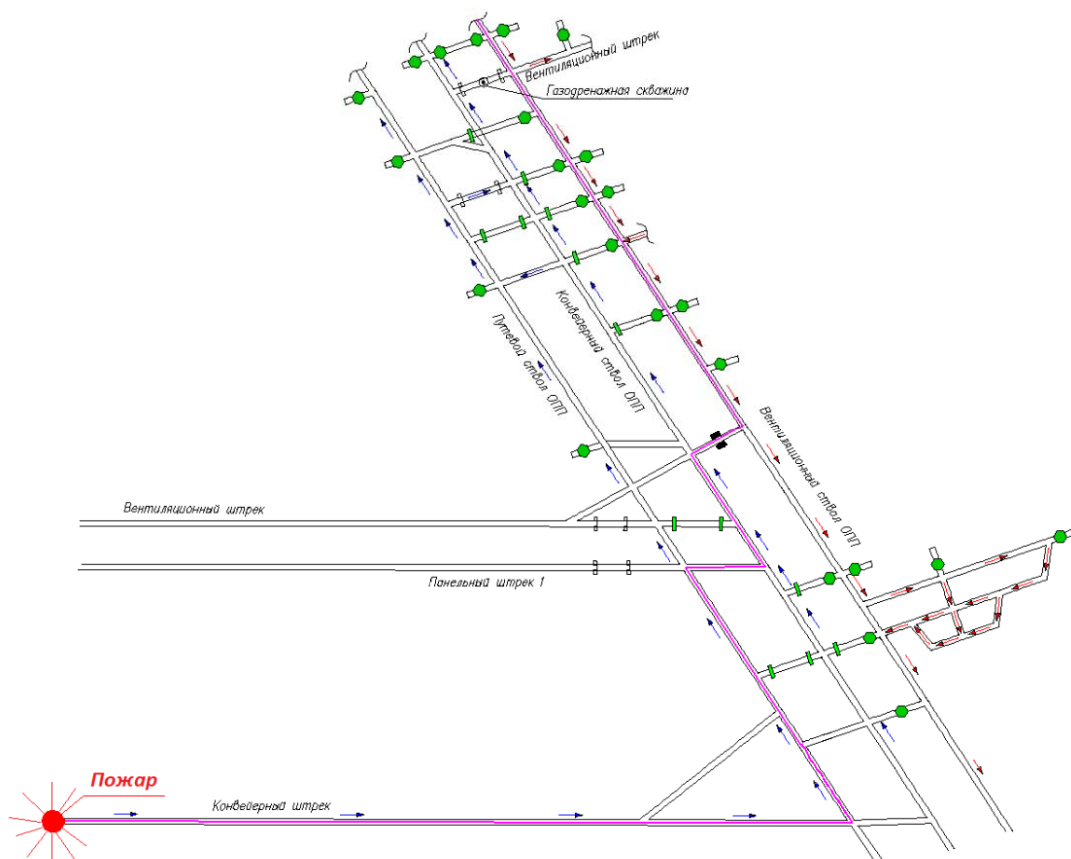 Вентиляционный штрек
Газодренажная скважина
Путевой ствол ОПП
Конвейерный ствол ОПП
Вентиляционный ствол ОПП
Вентиляционный штрек
Панельный штрек 1
Пожар
Конвейерный штрек